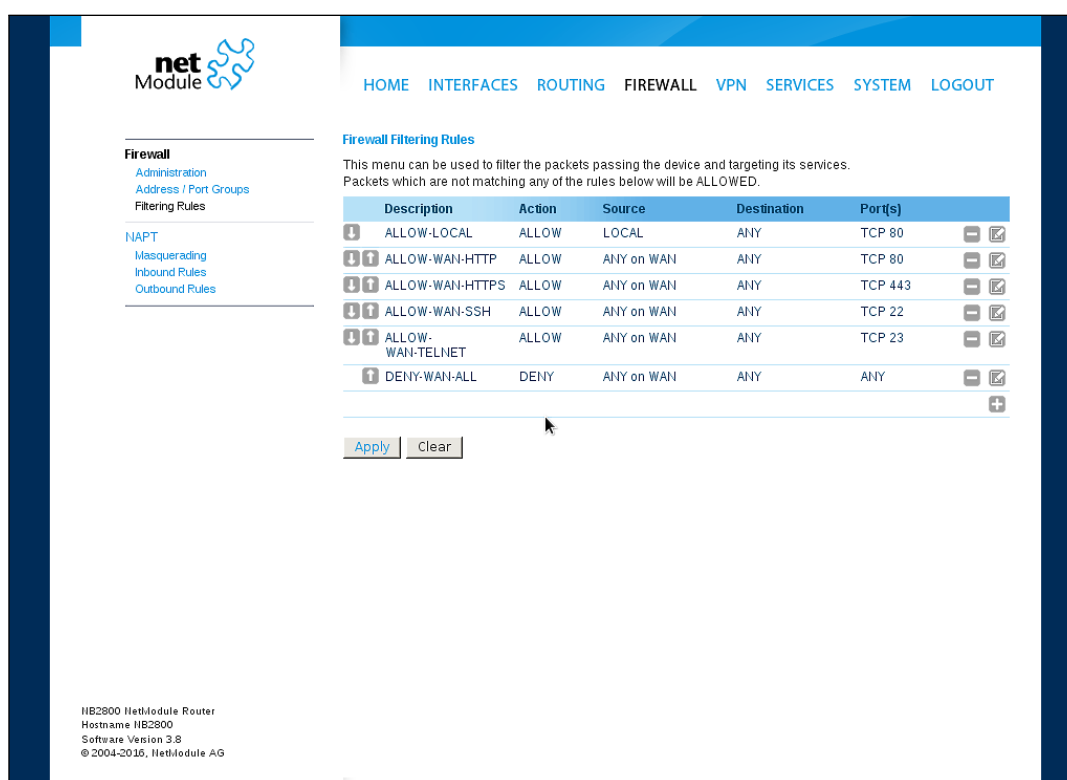 net
Module
HOME INTERFACES ROUTING FIREWALL VPN SERVICES SYSTEM LOGOUT
Firewall
Administration
Address / Port Groups
Filtering Rules
NAPT
Masquerading
Inbound Rules
Outbound Rules
Firewall Filtering Rules
This menu can be used to filter the packets passing the device and targeting its services.
Packets which are not matching any of the rules below will be ALLOWED.
Description Action Source Destination Port(s)
ALLOW-LOCAL ALLOW LOCAL ANY TCP 80
ALLOW-WAN-HTTP ALLOW ANY on WAN ANY TCP 80
ALLOW-WAN-HTTPS ALLOW ANY on WAN ANY TCP 443
ALLOW-WAN-SSH ALLOW ANY on WAN ANY TCP 22
ALLOW- ALLOW ANY on WAN ANY TCP 23
WAN-TELNET
DENY-WAN-ALL DENY ANY on WAN ANY ANY
Apply Clear
NB2800 NetModule Router
Hostname NB2800
Software Version 3.8
© 2004-2016, NetModule AG